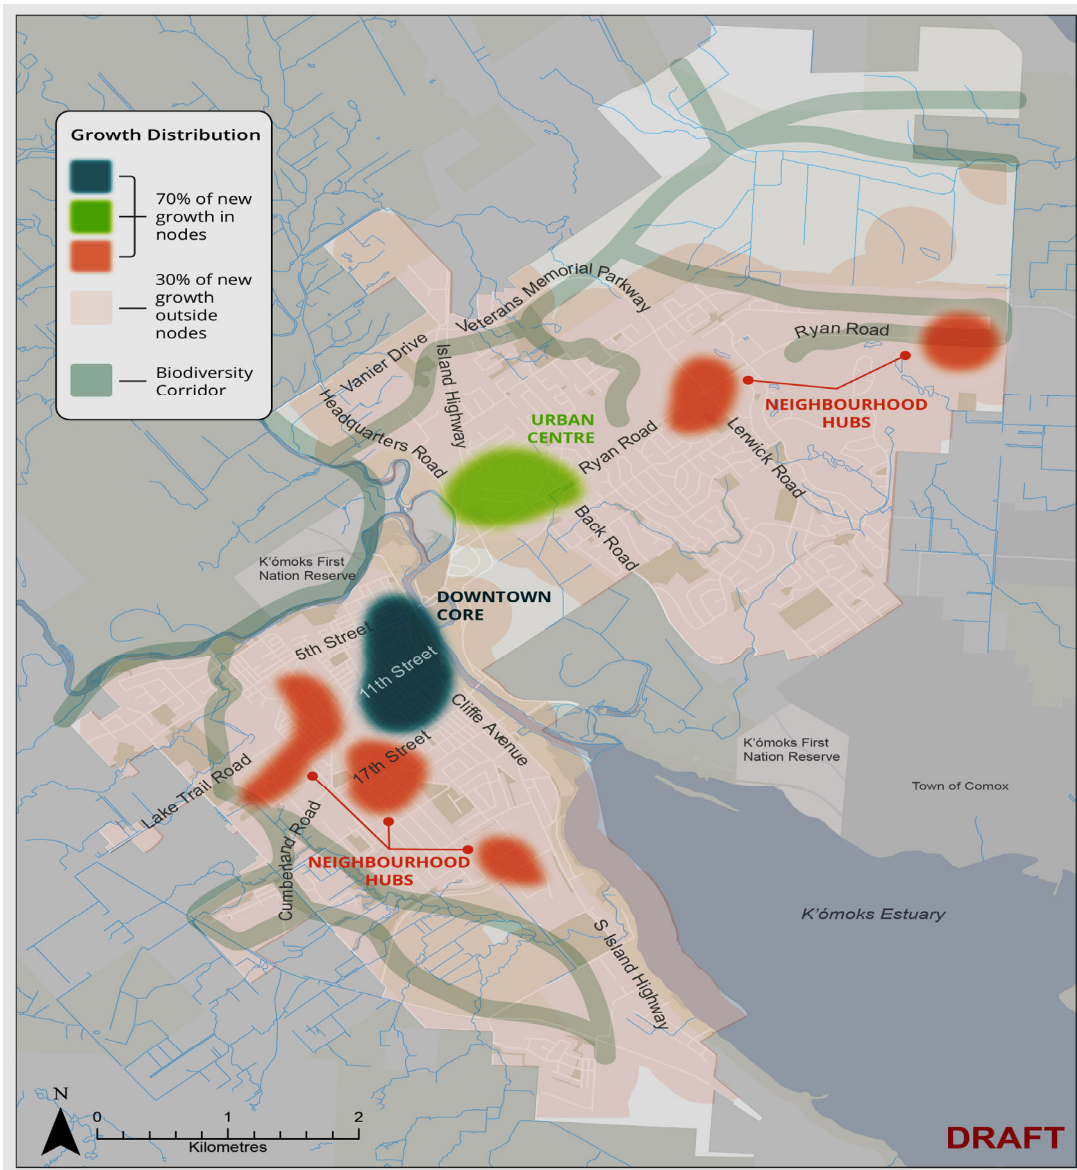 Growth Distribution
70% of new
growth in
nodes
30% of new
growth
outside
nodes
Biodiversity
Corridor
Veterans Memorial Parkway
Vanier Drive
Island Highway
Headquarters Road
Ryan Road
NEIGHBOURHOOD
HUBS
URBAN
CENTRE
Ryan Road
Lerwick Road
Back Road
K'ómoks First
Nation Reserve
DOWNTOWN
CORE
5th Street
11th Street
Cliffe Avenue
17th Street
Lake Trail Road
Cumberland Road
NEIGHBOURHOOD
HUBS
K'ómoks First
Nation Reserve
Town of Comox
K'ómoks Estuary
S Island Highway
N
0 1 2
Kilometres
DRAFT